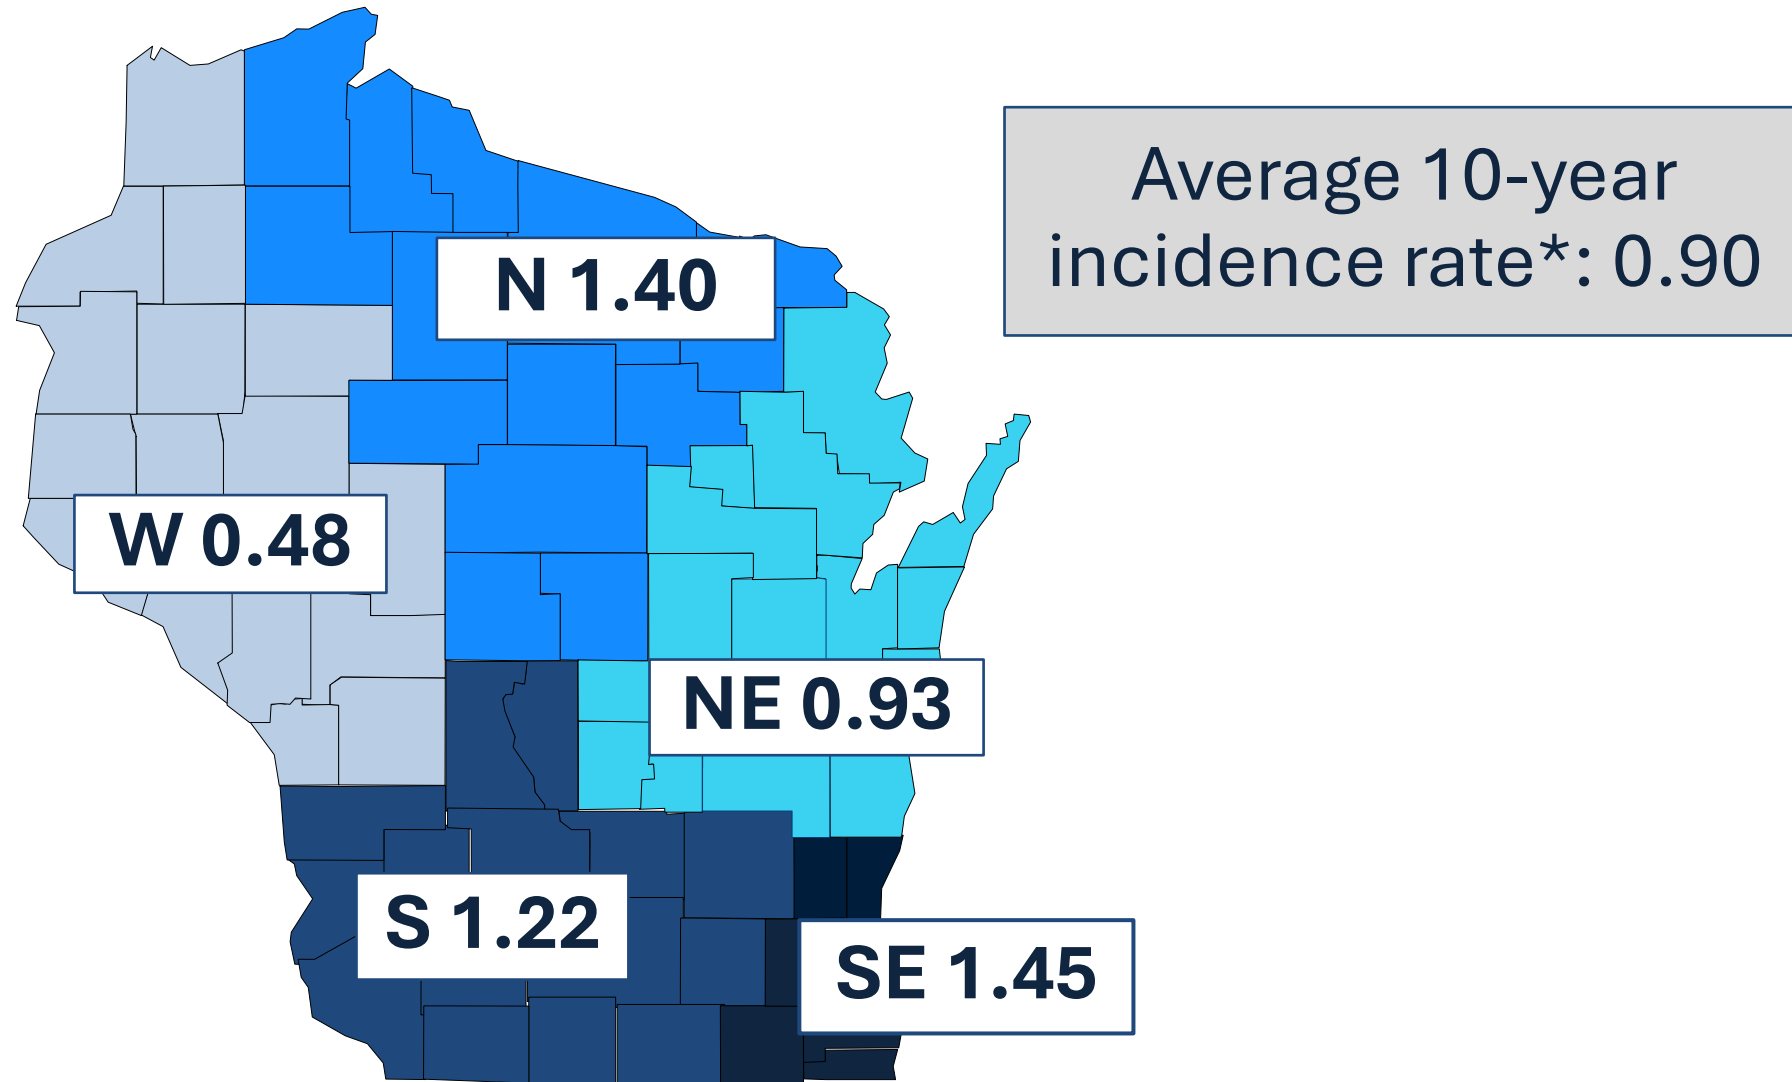 Average 10-year
incidence rate*: 0.90
N 1.40
W 0.48
NE 0.93
S 1.22
SE 1.45